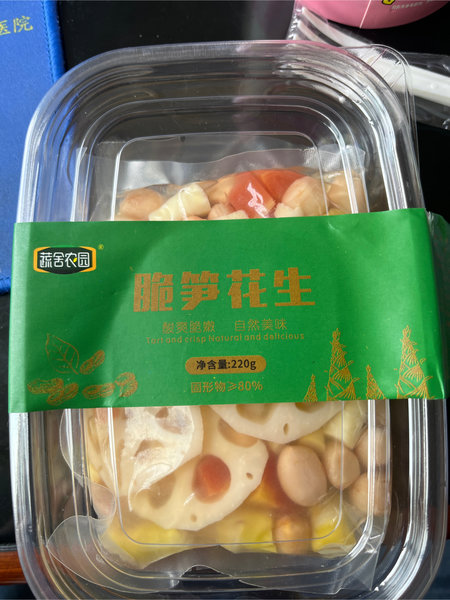 医院
蔬舍农园®
脆笋花生
酸爽脆嫩 自然美味
Tart and crisp Natural and delicious
净含量:220g
固形物≥80%